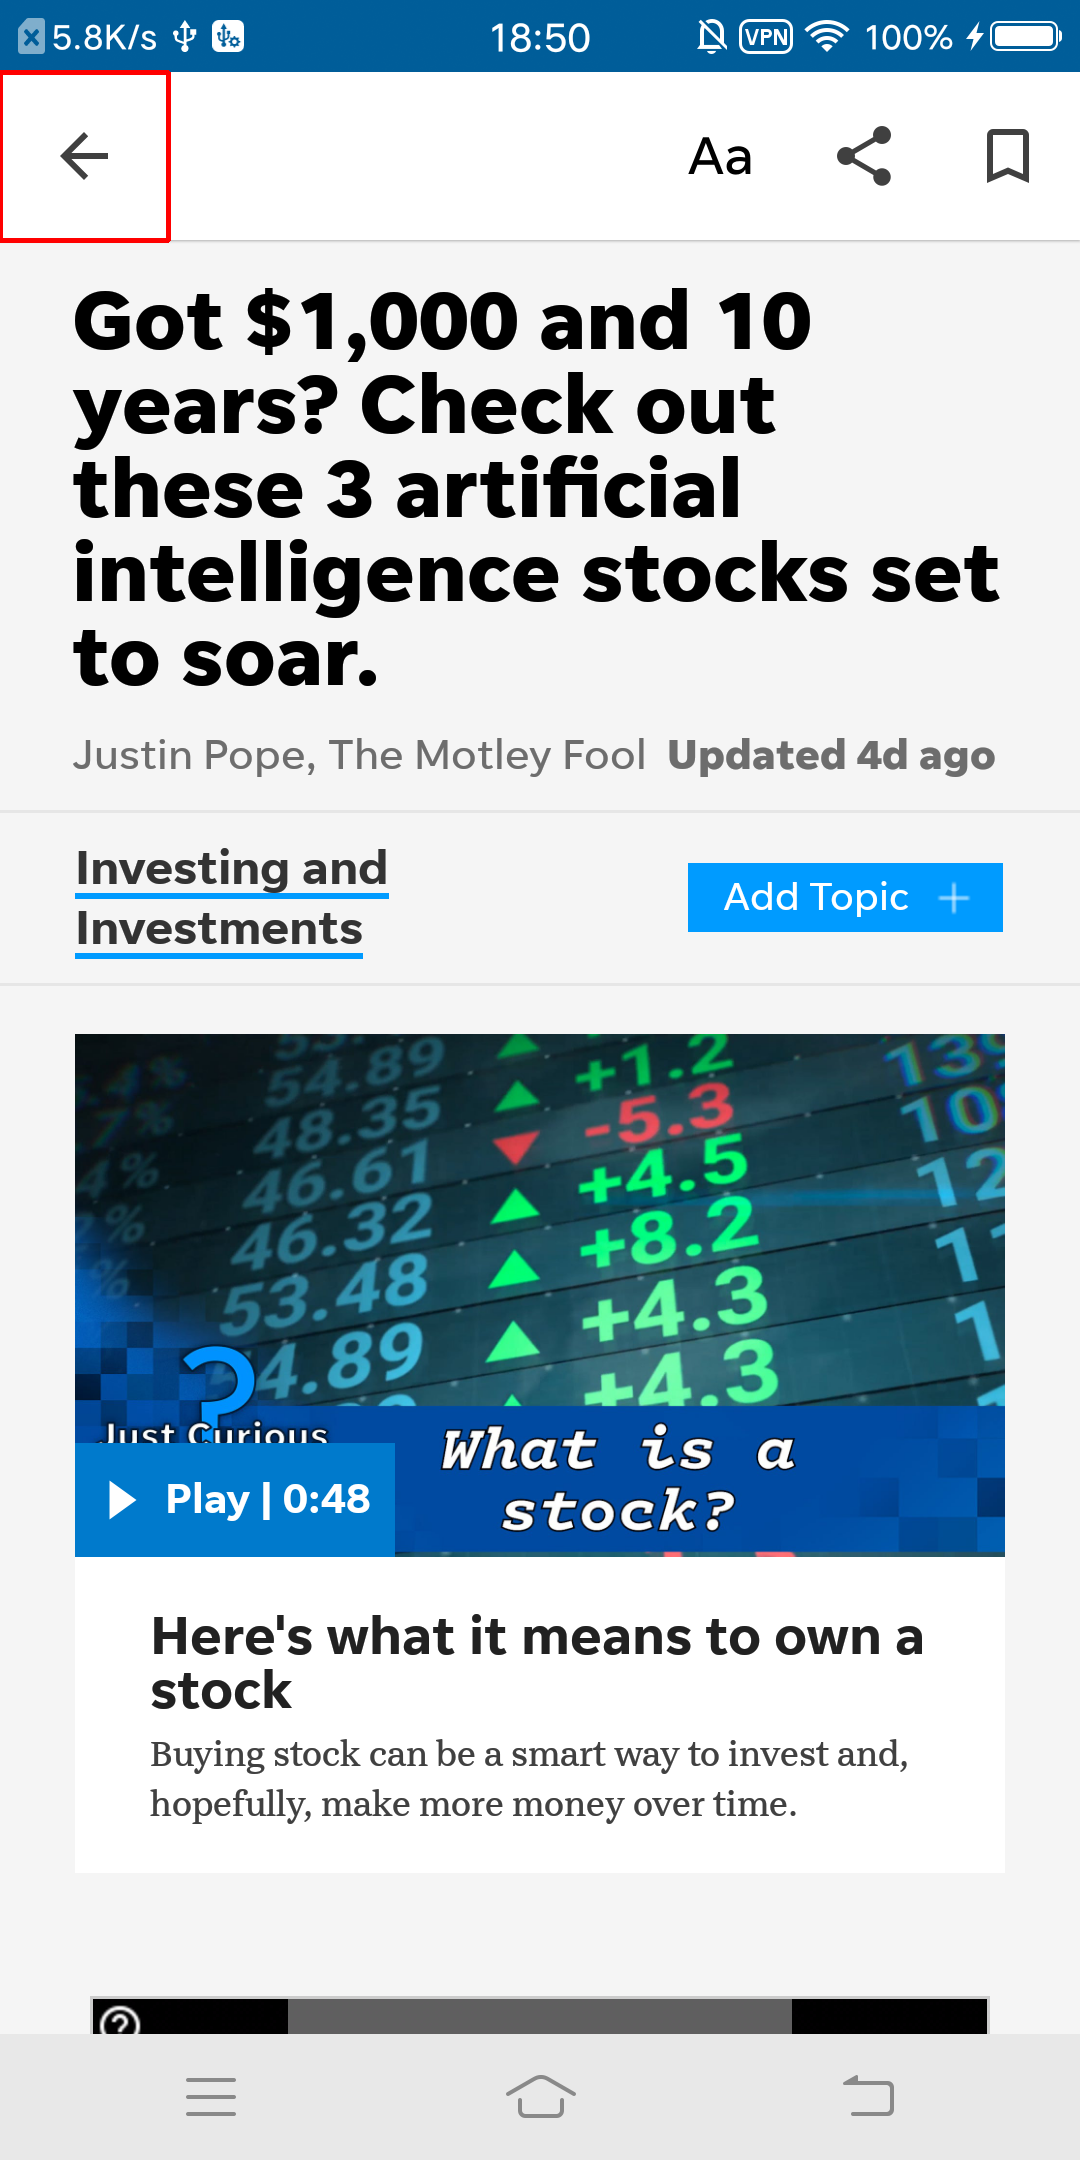 5.8K/s
18:50
VPN
100%
Aa
Got $1,000 and 10
years? Check out
these 3 artificial
intelligence stocks set
to soar.
Justin Pope, The Motley Fool Updated 4d ago
Investing and
Investments
Add Topic +
54.89
+1.2
48.35
-5.3
46.61
+4.5
46.32
+8.2
53.48
+4.3
4.89
+4.3
?
Just Curious
What is a
stock?
Play | 0:48
Here's what it means to own a
stock
Buying stock can be a smart way to invest and,
hopefully, make more money over time.